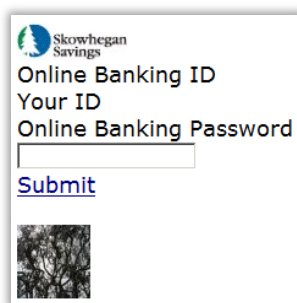 Skowhegan
Savings
Online Banking ID
Your ID
Online Banking Password
Submit